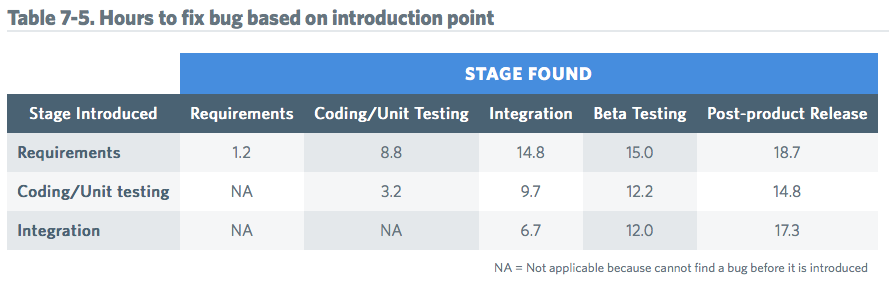 Table 7-5. Hours to fix bug based on introduction point
STAGE FOUND
Stage Introduced Requirements Coding/Unit Testing Integration Beta Testing Post-product Release
Requirements 1.2 8.8 14.8 15.0 18.7
Coding/Unit testing NA 3.2 9.7 12.2 14.8
Integration NA NA 6.7 12.0 17.3
NA = Not applicable because cannot find a bug before it is introduced